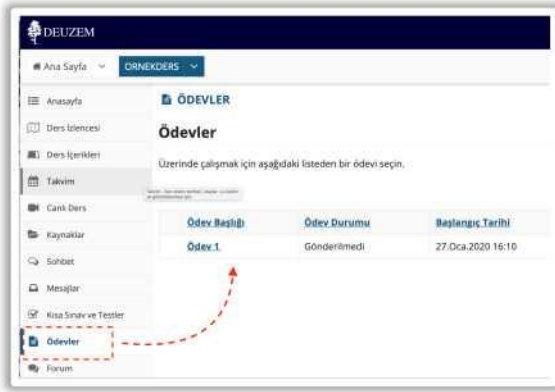 DEUZEM
Ana Sayfa
ORNEKDERS
Anasayfa
Ders İzlencesi
Ders İçerikleri
Takvim
Canlı Ders
Kaynaklar
Sohbet
Mesajlar
Kısa Sınav ve Testler
Ödevler
Forum
ÖDEVLER
Ödevler
Üzerinde çalışmak için aşağıdaki listeden bir ödevi seçin.
Ödev Başlığı Ödev Durumu Başlangıç Tarihi
Ödev 1 Gönderilmedi 27.Oca.2020 16:10